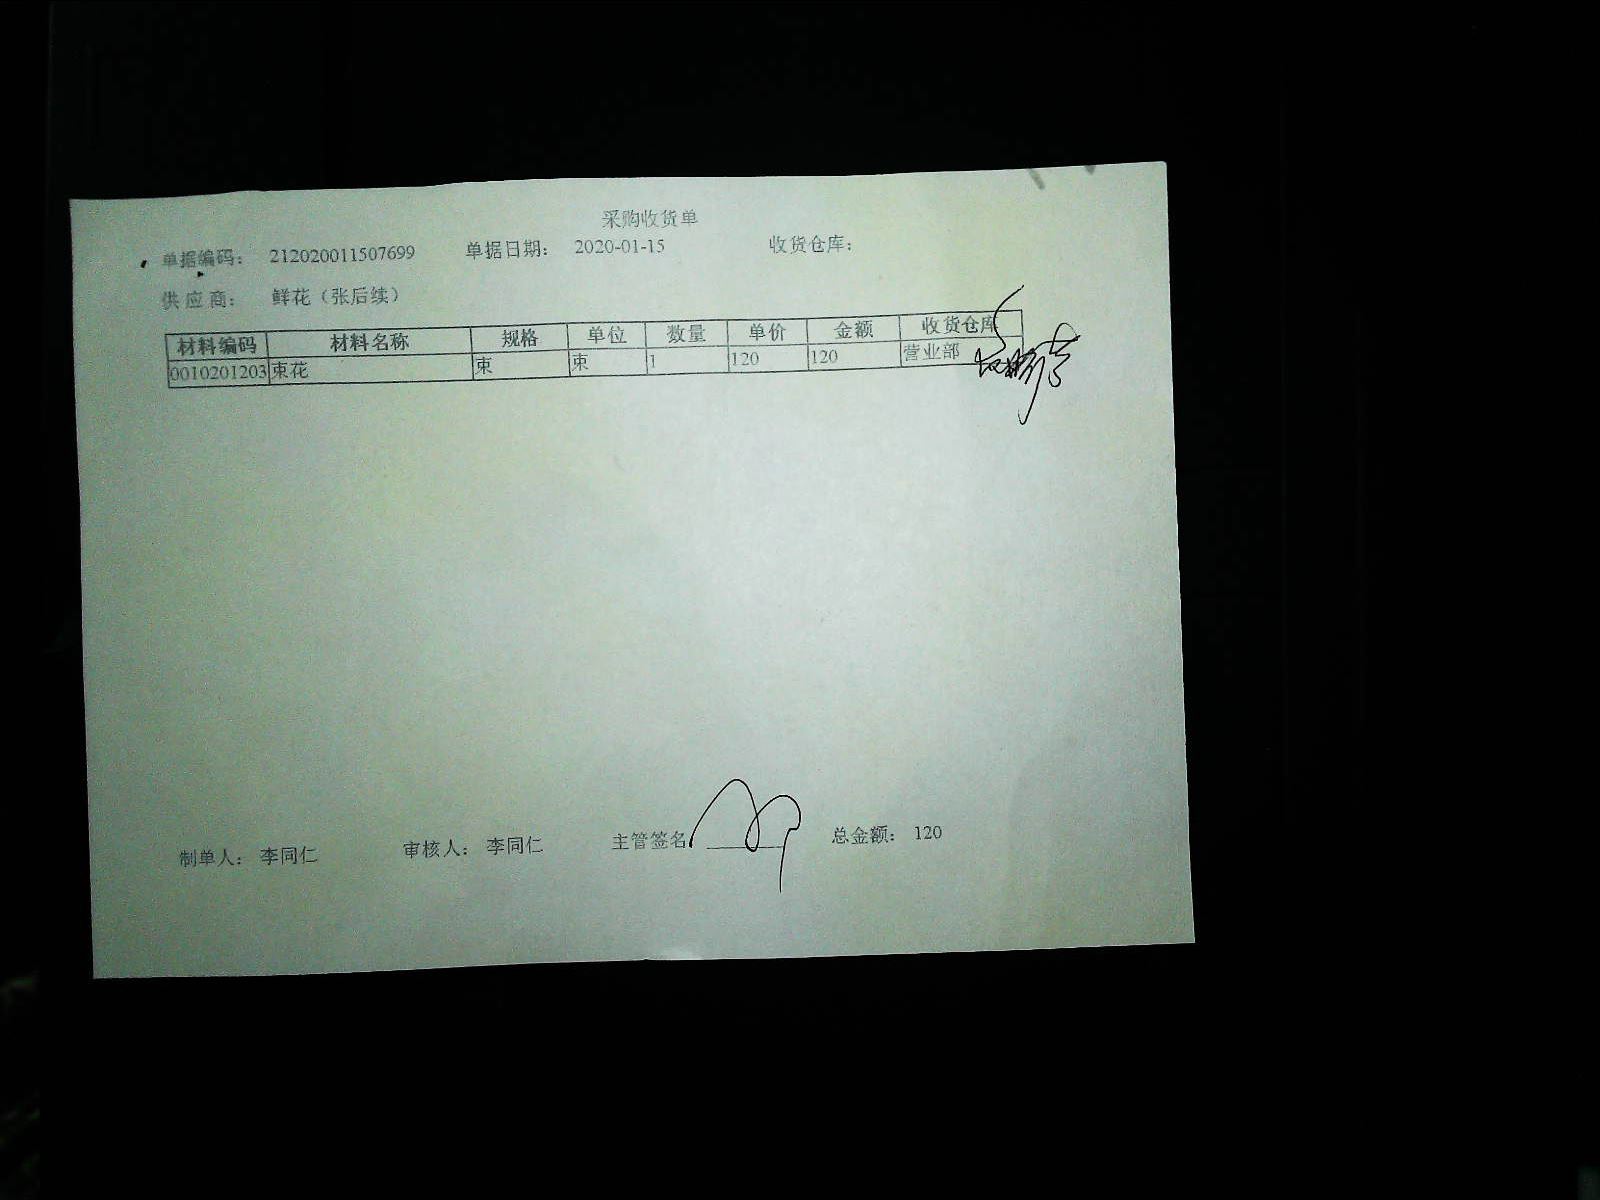 采购收货单
单据编码： 212020011507699 单据日期： 2020-01-15 收货仓库：
供应商： 鲜花（张后续）
材料编码 材料名称 规格 单位 数量 单价 金额 收货仓库
0010201203 束花 束 束 1 120 120 营业部
制单人： 李同仁 审核人： 李同仁 主管签名 总金额： 120